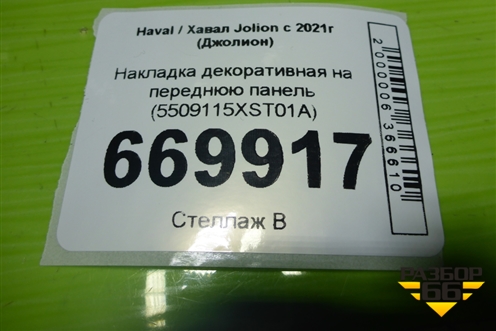 Haval / Хавал Jolion с 2021г
(Джолион)
Накладка декоративная на
переднюю панель
(5509115XST01A)
669917
Стеллаж В
2000006366610
РАЗБОР
66